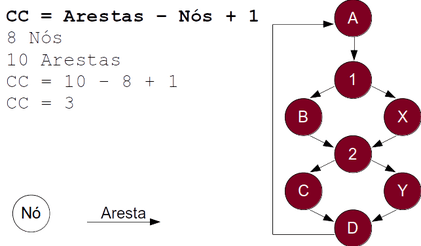 CC = Arestas – Nós + 1
8 Nós
10 Arestas
CC = 10 – 8 + 1
CC = 3
A
1
B
X
2
C
Y
D
Nó
Aresta